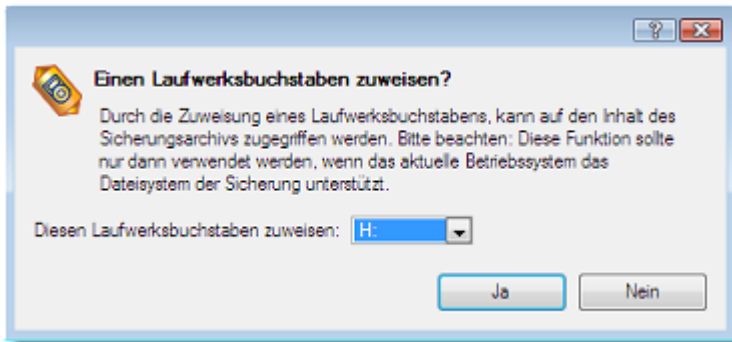 Einen Laufwerksbuchstaben zuweisen?
Durch die Zuweisung eines Laufwerksbuchstabens, kann auf den Inhalt des
Sicherungsarchivs zugegriffen werden. Bitte beachten: Diese Funktion sollte
nur dann verwendet werden, wenn das aktuelle Betriebssystem das
Dateisystem der Sicherung unterstützt.
Diesen Laufwerksbuchstaben zuweisen: H:
Ja Nein